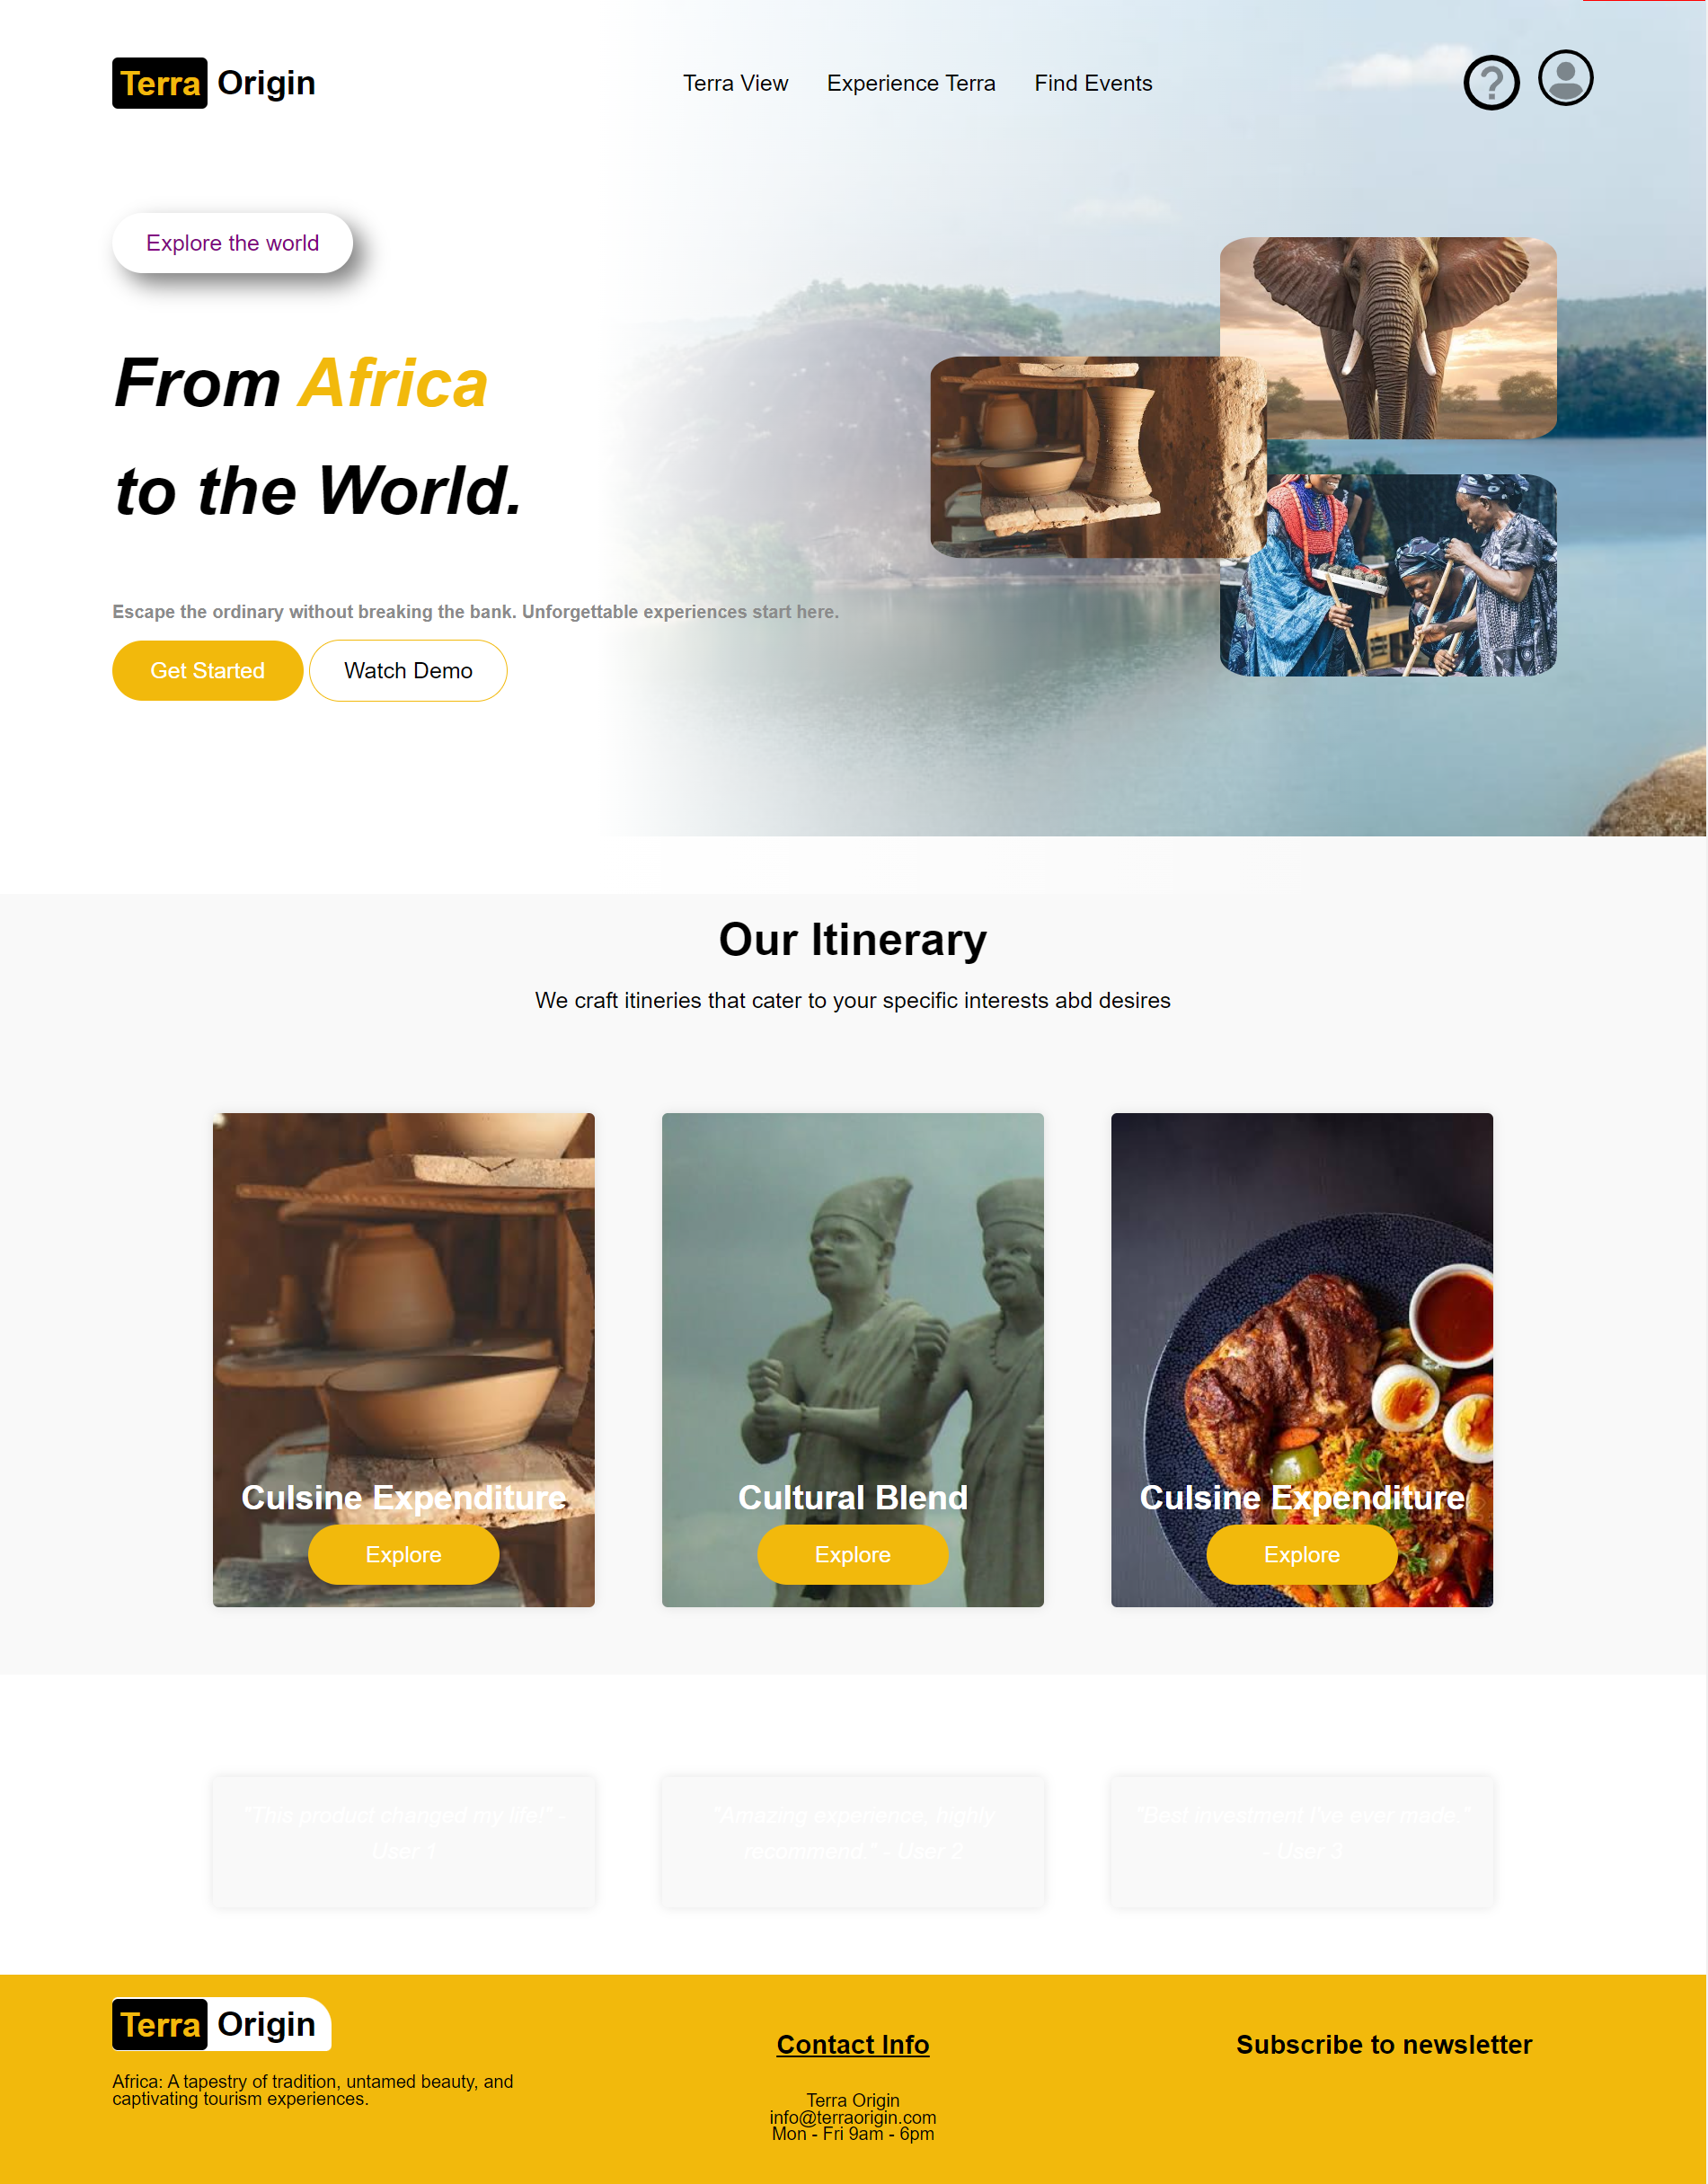 Terra Origin
Terra View Experience Terra Find Events
?
Explore the world
From Africa
to the World.
Escape the ordinary without breaking the bank. Unforgettable experiences start here.
Get Started Watch Demo
Our Itinerary
We craft itineries that cater to your specific interests abd desires
Culsine Expenditure
Explore
Cultural Blend
Explore
Culsine Expenditure
Explore
"This product changed my life!" -
User 1
"Amazing experience, highly
recommend." - User 2
"Best investment I've ever made."
- User 3
Terra Origin
Africa: A tapestry of tradition, untamed beauty, and
captivating tourism experiences.
Contact Info
Terra Origin
info@terraorigin.com
Mon - Fri 9am - 6pm
Subscribe to newsletter